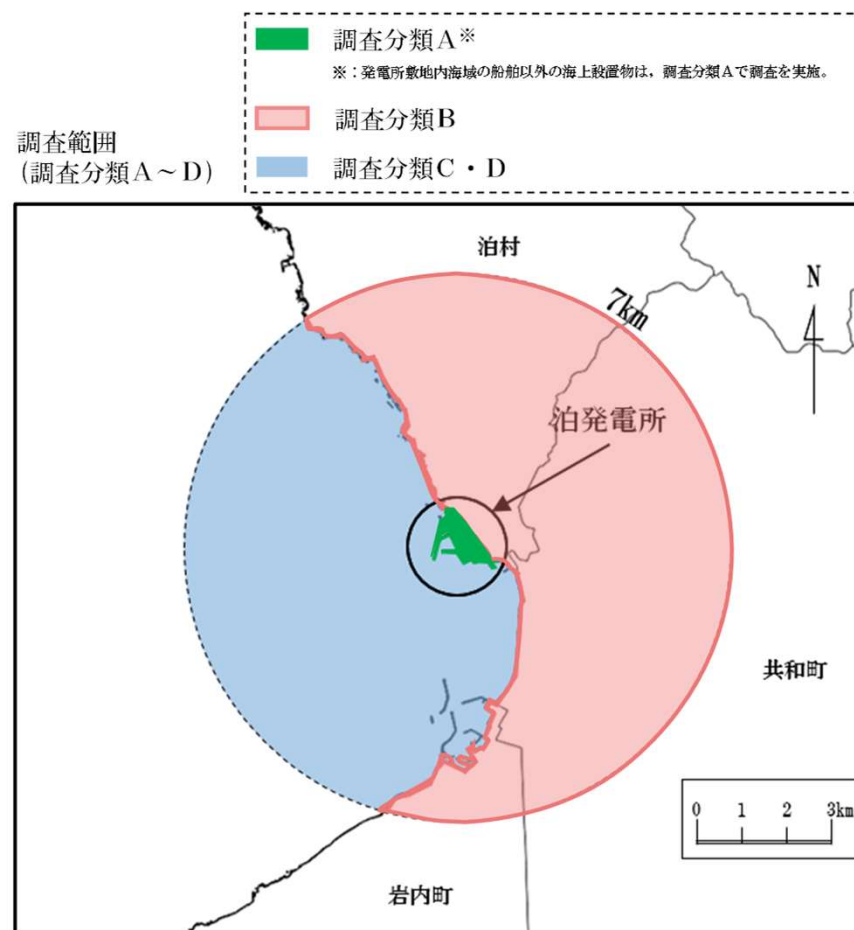 調査分類A※
※：発電所敷地内海域の船舶以外の海上設置物は，調査分類Aで調査を実施。
調査分類B
調査範囲
(調査分類A～D)
調査分類C・D
泊村
N
7km
泊発電所
共和町
0 1 2 3km
岩内町